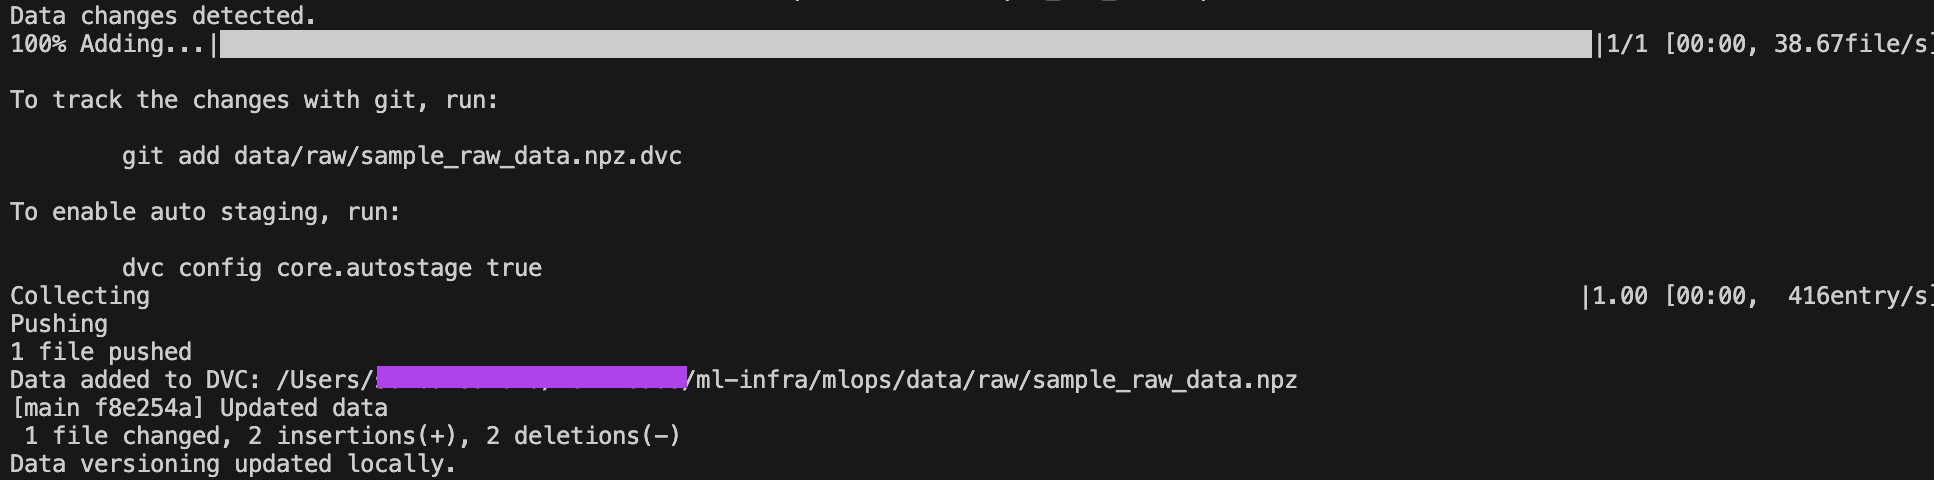 Data changes detected.
100% Adding...| |1/1 [00:00, 38.67file/s]
To track the changes with git, run:
git add data/raw/sample_raw_data.npz.dvc
To enable auto staging, run:
dvc config core.autostage true
Collecting |1.00 [00:00, 416entry/s]
Pushing
1 file pushed
Data added to DVC: /Users/ /ml-infra/mlops/data/raw/sample_raw_data.npz
[main f8e254a] Updated data
1 file changed, 2 insertions(+), 2 deletions(-)
Data versioning updated locally.